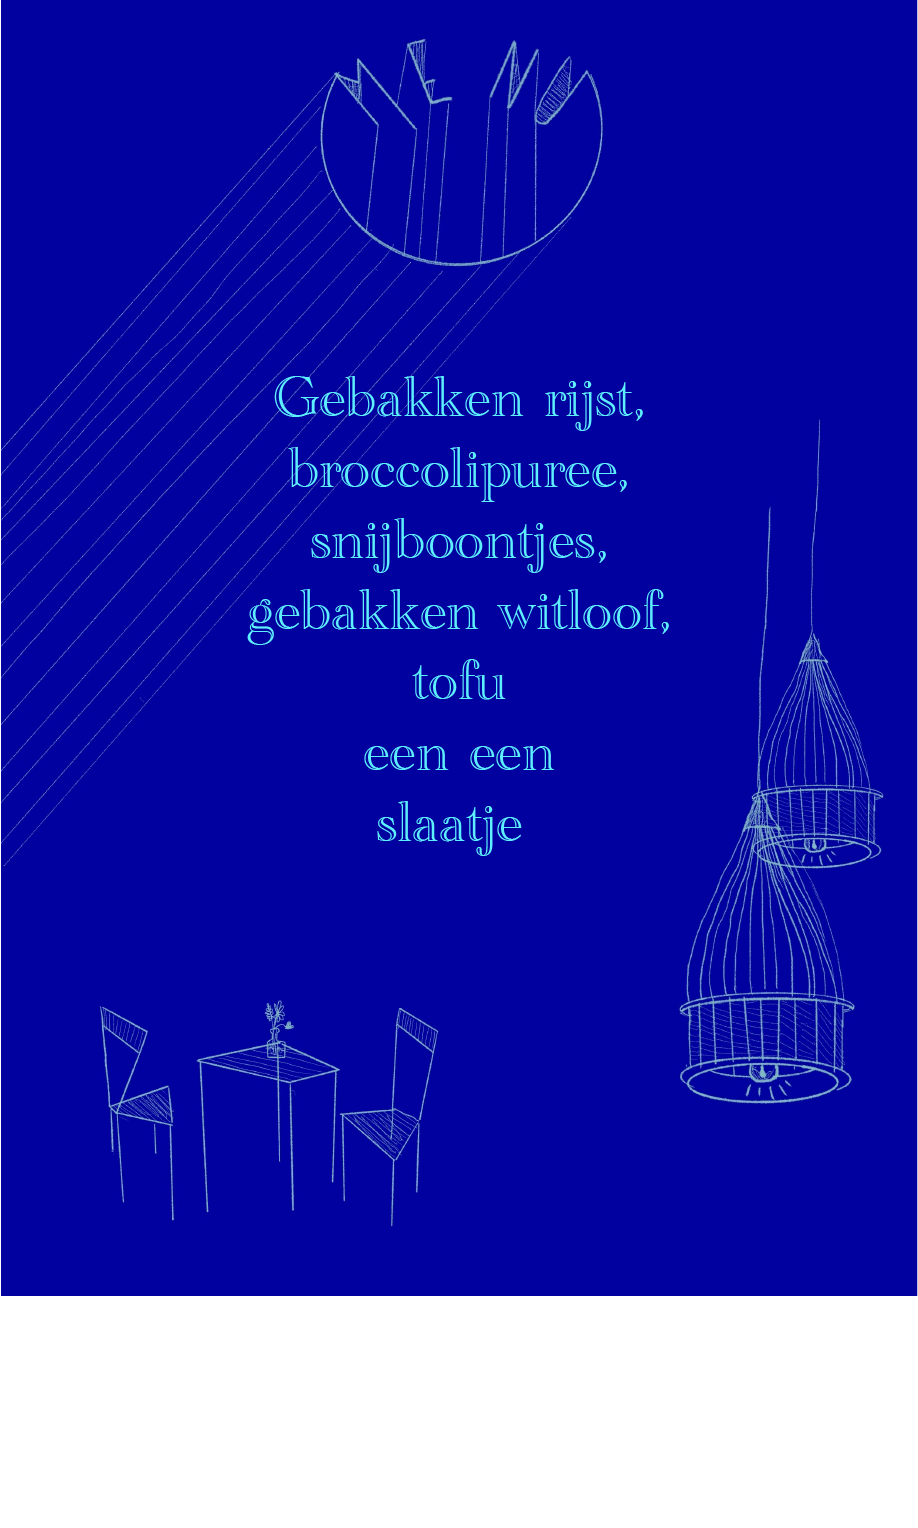 Gebakken rijst,
broccolipuree,
snijboontjes,
gebakken witloof,
tofu
een een
slaatje